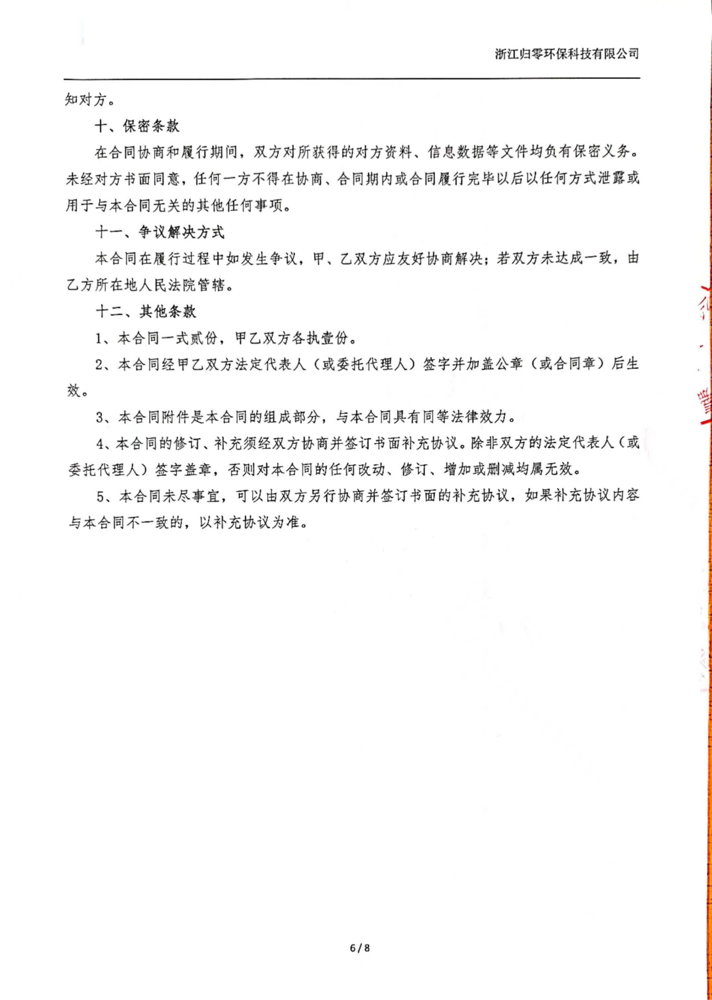 浙江归零环保科技有限公司
知对方。
十、保密条款
在合同协商和履行期间，双方对所获得的对方资料、信息数据等文件均负有保密义务。
未经对方书面同意，任何一方不得在协商、合同期内或合同履行完毕以后以任何方式泄露或
用于与本合同无关的其他任何事项。
十一、争议解决方式
本合同在履行过程中如发生争议，甲、乙双方应友好协商解决；若双方未达成一致，由
乙方所在地人民法院管辖。
十二、其他条款
1、本合同一式贰份，甲乙双方各执壹份。
2、本合同经甲乙双方法定代表人（或委托代理人）签字并加盖公章（或合同章）后生
效。
3、本合同附件是本合同的组成部分，与本合同具有同等法律效力。
4、本合同的修订、补充须经双方协商并签订书面补充协议。除非双方的法定代表人（或
委托代理人）签字盖章，否则对本合同的任何改动、修订、增加或删减均属无效。
5、本合同未尽事宜，可以由双方另行协商并签订书面的补充协议，如果补充协议内容
与本合同不一致的，以补充协议为准。
6/8